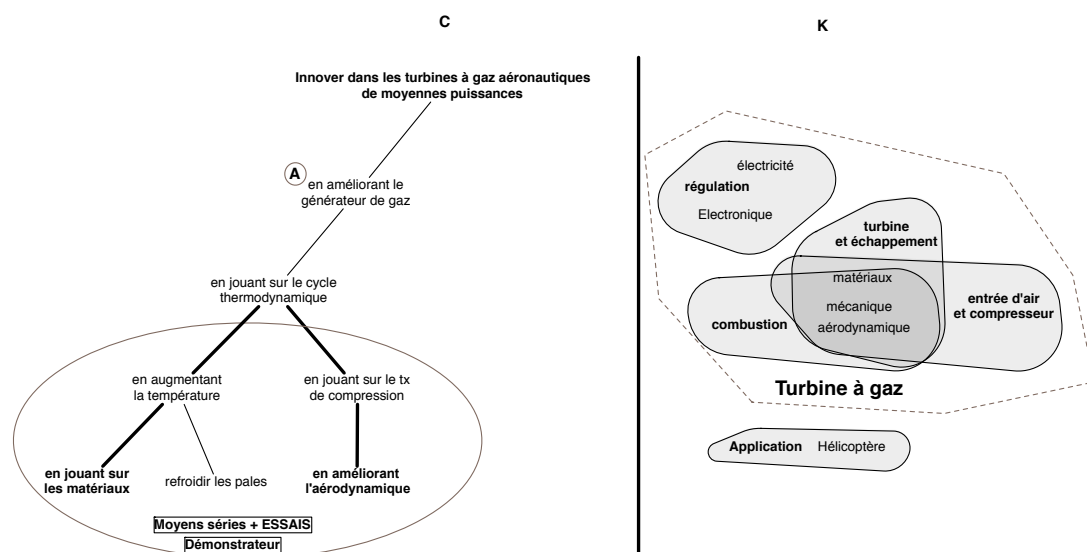 C
K
Innover dans les turbines à gaz aéronautiques
de moyennes puissances
A
en améliorant le
générateur de gaz
en jouant sur le cycle
thermodynamique
en augmentant
la température
en jouant sur le tx
de compression
en jouant sur
les matériaux
refroidir les pales
en améliorant
l'aérodynamique
Moyens séries + ESSAIS
Démonstrateur
électricité
régulation
Electronique
turbine
et échappement
matériaux
mécanique
aérodynamique
combustion
entrée d'air
et compresseur
Turbine à gaz
Application Hélicoptère